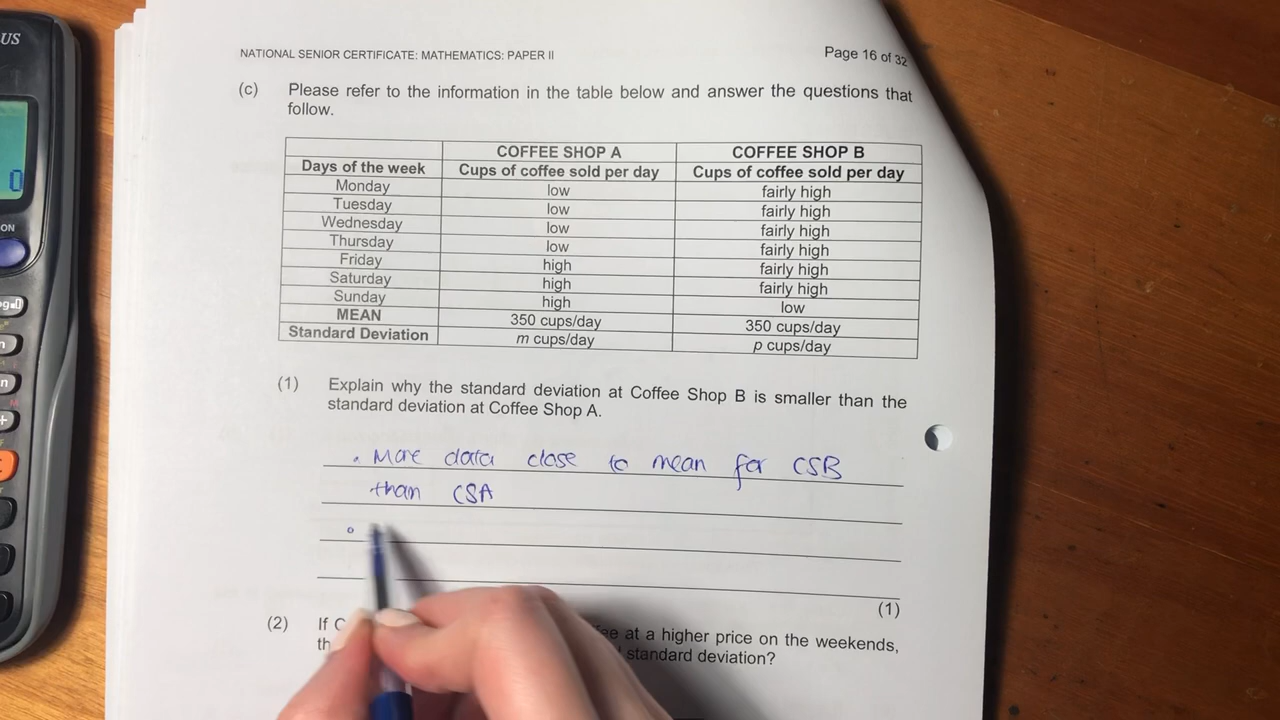 US
0
ON
NATIONAL SENIOR CERTIFICATE: MATHEMATICS: PAPER II
Page 16 of 32
(c) Please refer to the information in the table below and answer the questions that
follow.
COFFEE SHOP A COFFEE SHOP B
Days of the week Cups of coffee sold per day Cups of coffee sold per day
Monday low fairly high
Tuesday low fairly high
Wednesday low fairly high
Thursday low fairly high
Friday high fairly high
Saturday high fairly high
Sunday high low
MEAN 350 cups/day 350 cups/day
Standard Deviation m cups/day p cups/day
(1) Explain why the standard deviation at Coffee Shop B is smaller than the
standard deviation at Coffee Shop A.
. More data close to mean for CSB
than CSA
(1)
(2) If at a higher price on the weekends,
standard deviation?